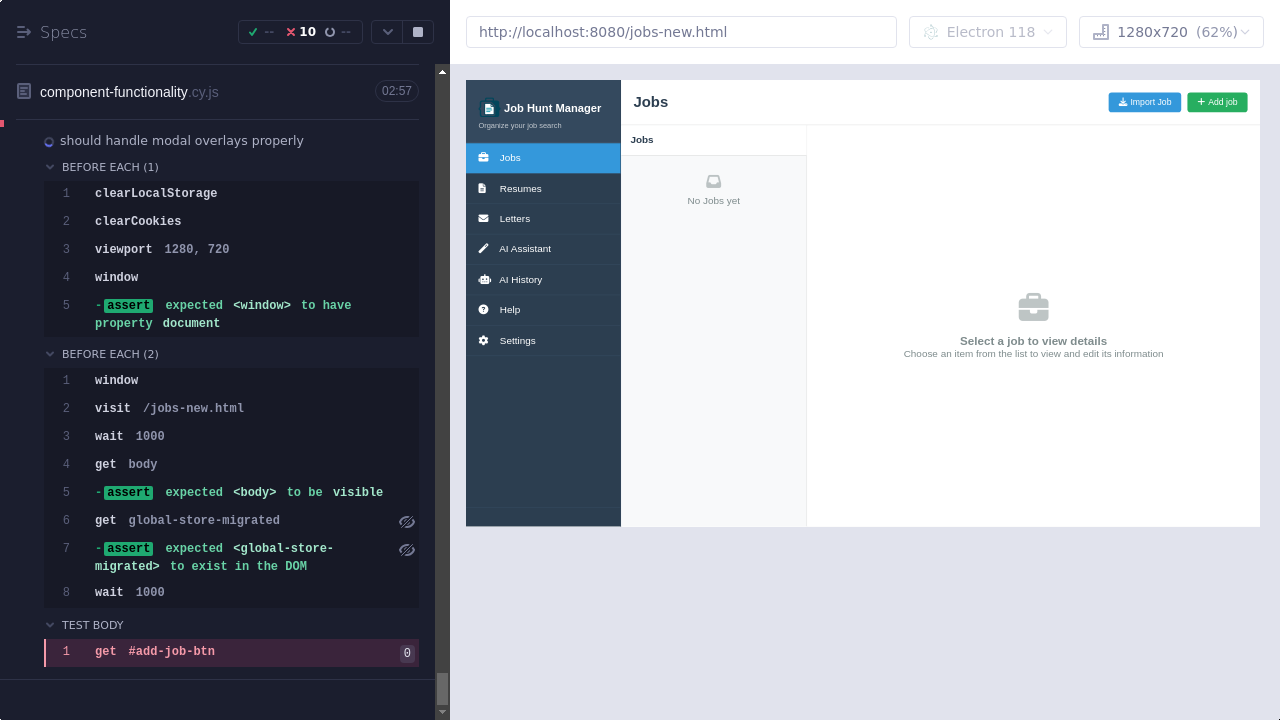 Specs
-- 10 --
component-functionality.cy.js 02:57
should handle modal overlays properly
BEFORE EACH (1)
1 clearLocalStorage
2 clearCookies
3 viewport 1280, 720
4 window
5 -assert expected <window> to have
property document
BEFORE EACH (2)
1 window
2 visit /jobs-new.html
3 wait 1000
4 get body
5 -assert expected <body> to be visible
6 get global-store-migrated
7 -assert expected <global-store-
migrated> to exist in the DOM
8 wait 1000
TEST BODY
1 get #add-job-btn 0
http://localhost:8080/jobs-new.html
Electron 118
1280x720 (62%)
Job Hunt Manager
Organize your job search
Jobs
Resumes
Letters
AI Assistant
AI History
Help
Settings
Jobs
Import Job
Add job
Jobs
No Jobs yet
Select a job to view details
Choose an item from the list to view and edit its information